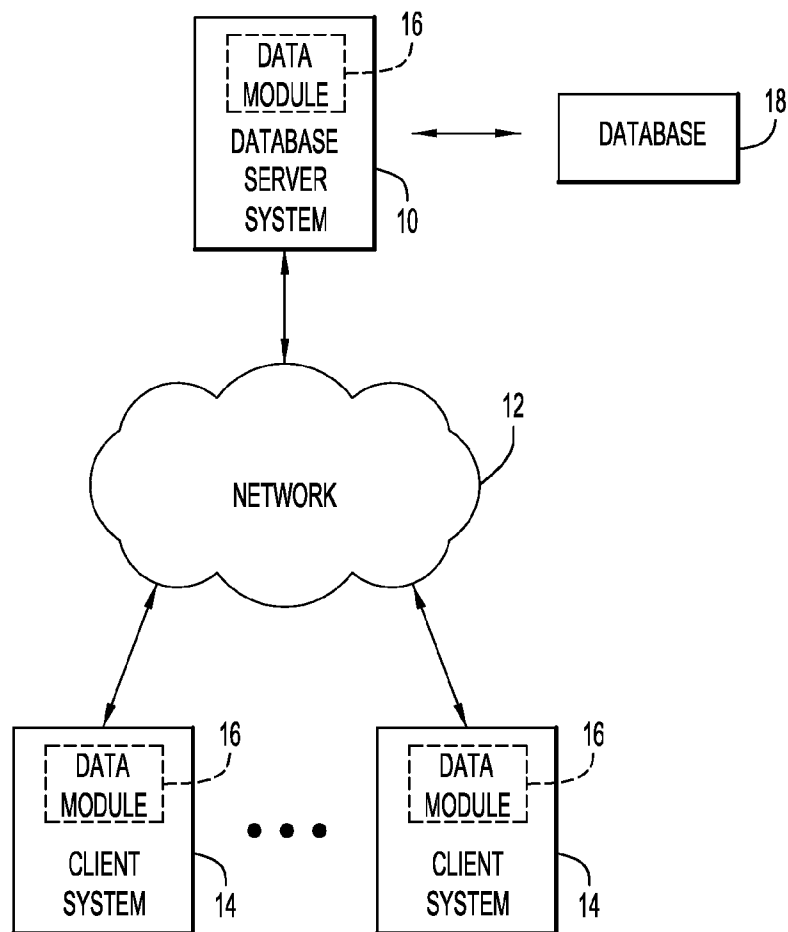 16
DATA
MODULE
DATABASE
SERVER
SYSTEM
10
18
DATABASE
12
NETWORK
16
DATA
MODULE
CLIENT
SYSTEM
14
16
DATA
MODULE
CLIENT
SYSTEM
14